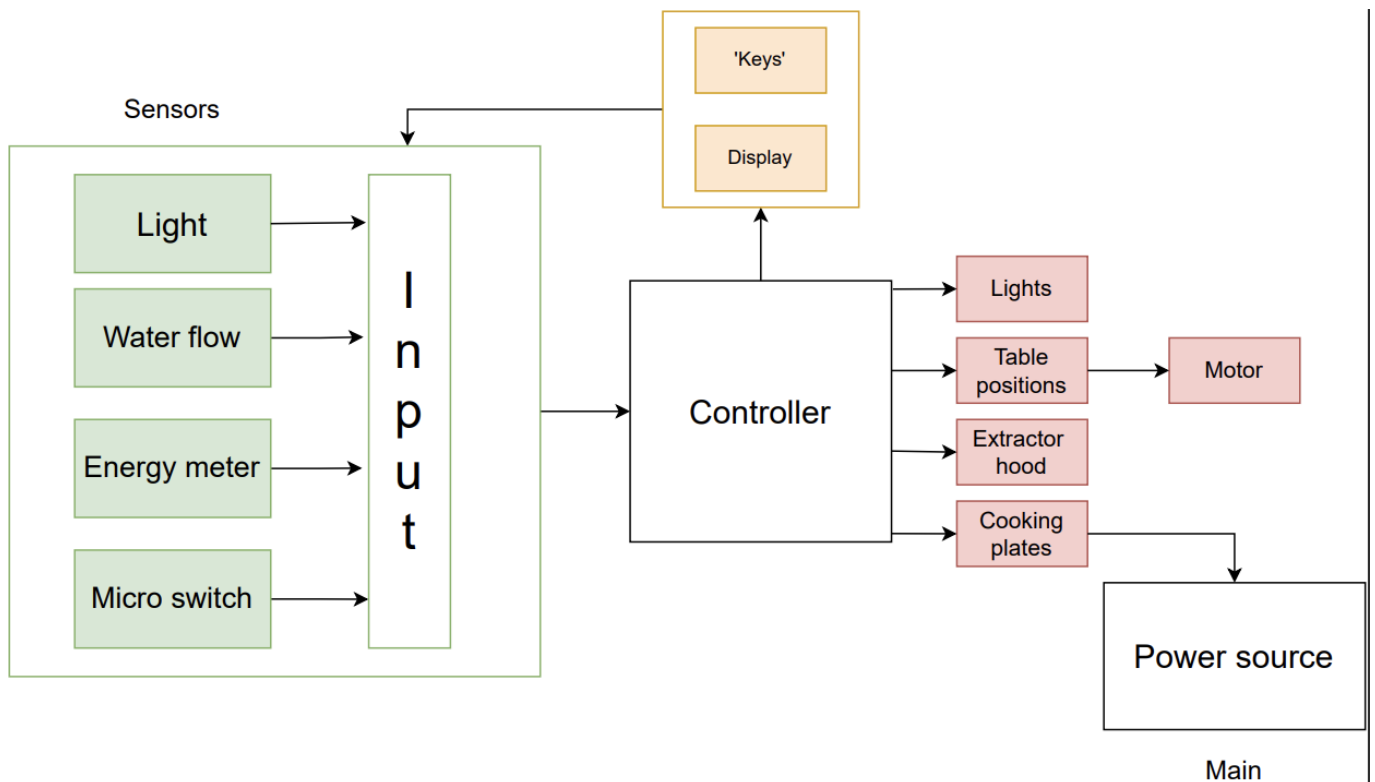 'Keys'
Sensors
Display
Light
Water flow
Energy meter
Micro switch
Input
Controller
Lights
Table
positions
Motor
Extractor
hood
Cooking
plates
Power source
Main